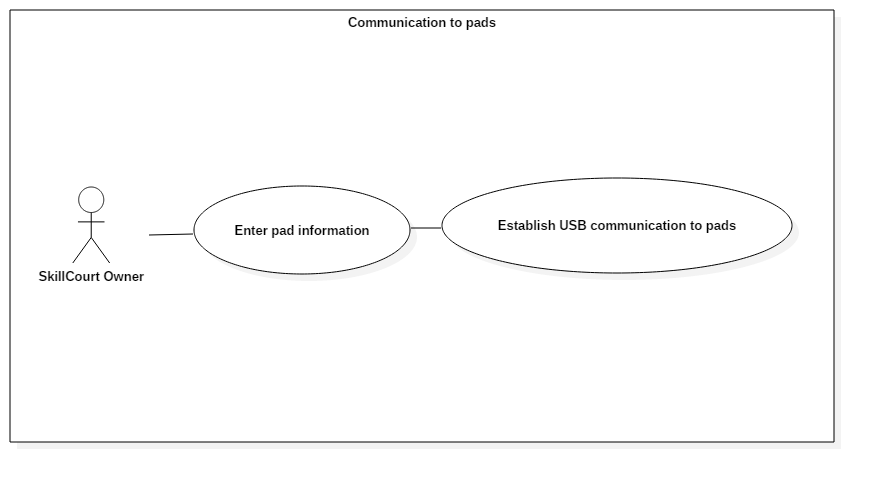 Communication to pads
Enter pad information
Establish USB communication to pads
SkillCourt Owner